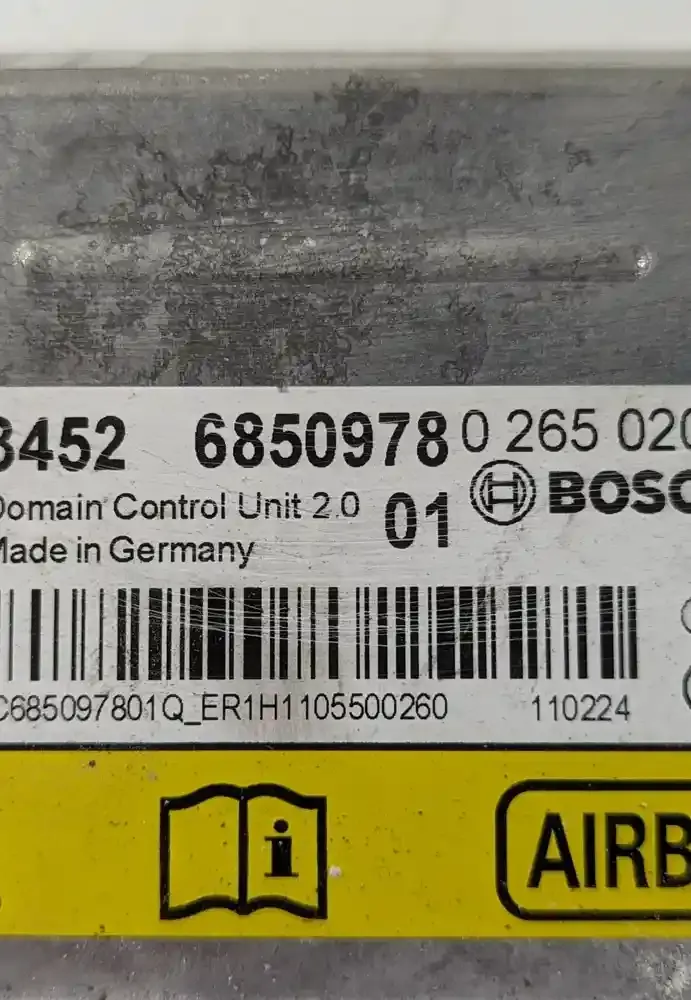 3452 6850978 0 265 020
Domain Control Unit 2.0 01 BOSC
Made in Germany
C685097801Q_ER1H1105500260 110224
i
AIRB